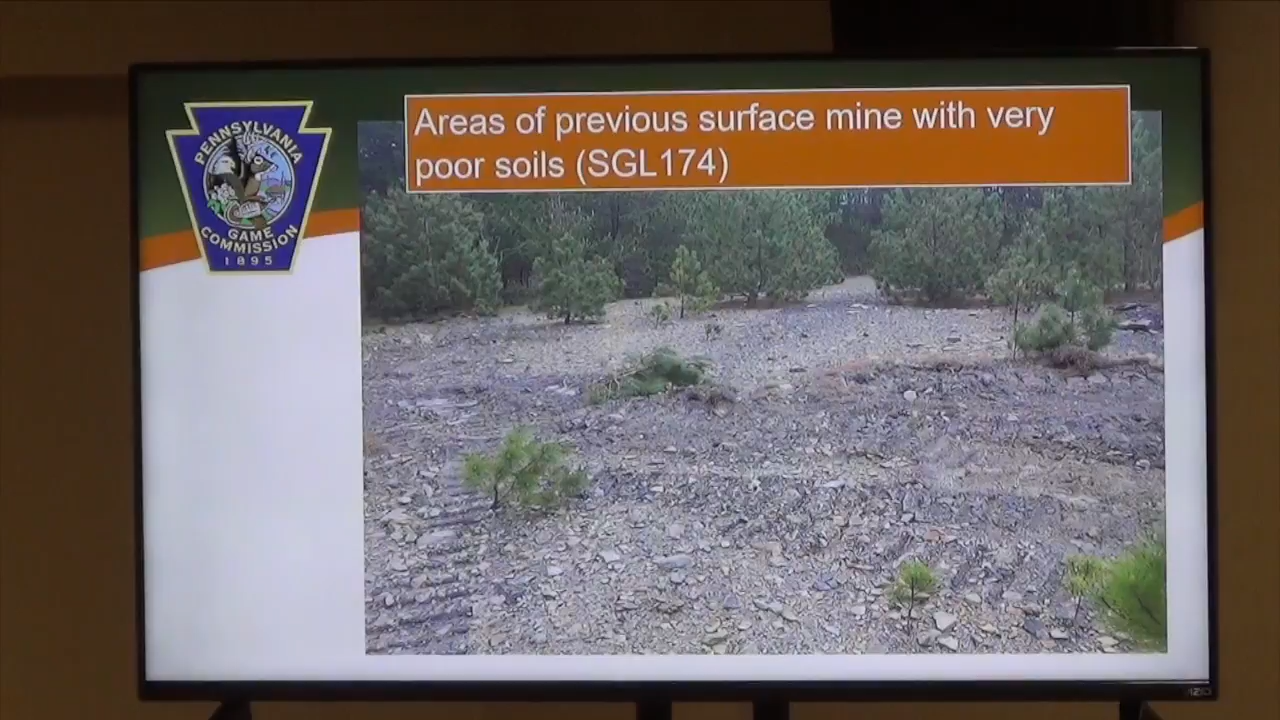 Areas of previous surface mine with very
poor soils (SGL174)
PENNSYLVANIA
GAME
COMMISSION
1895